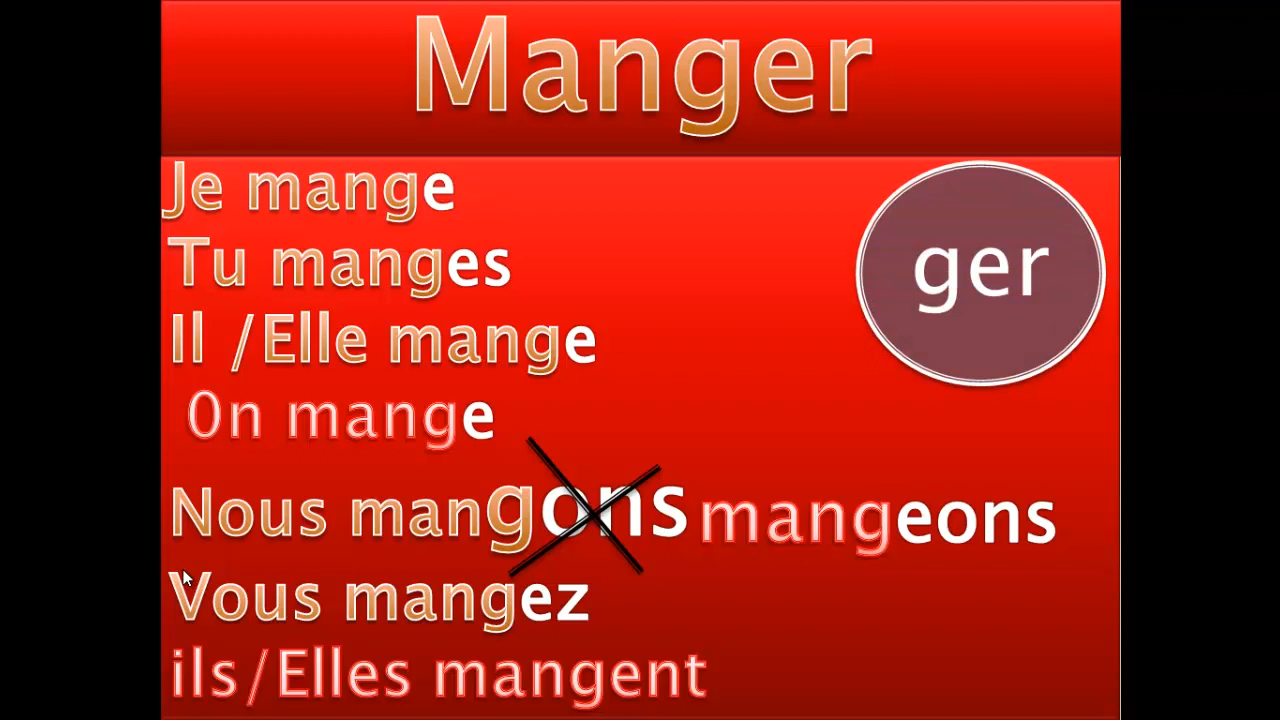 Manger
Je mange
Tu manges
Il /Elle mange
ger
On mange
Nous mangons mangeons
Vous mangez
ils/Elles mangent